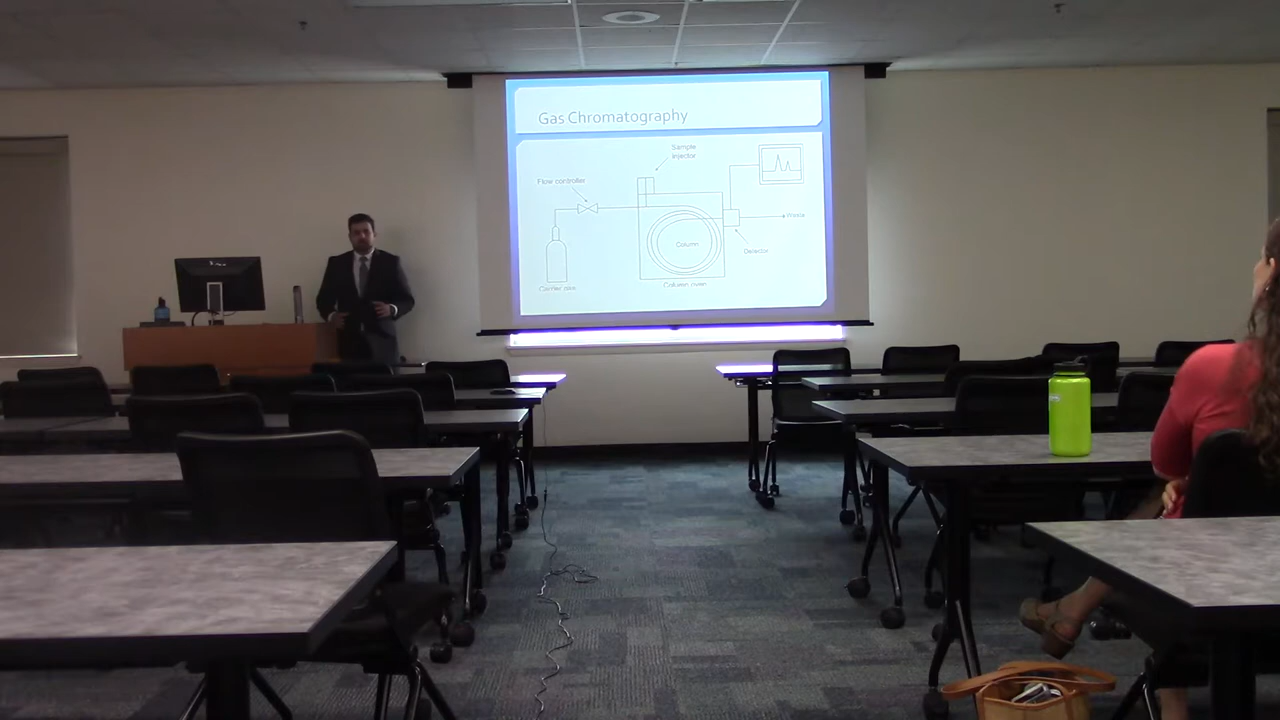 Gas Chromatography
Sample
injector
Flow controller
Waste
Column
Detector
Carrier gas
Column oven